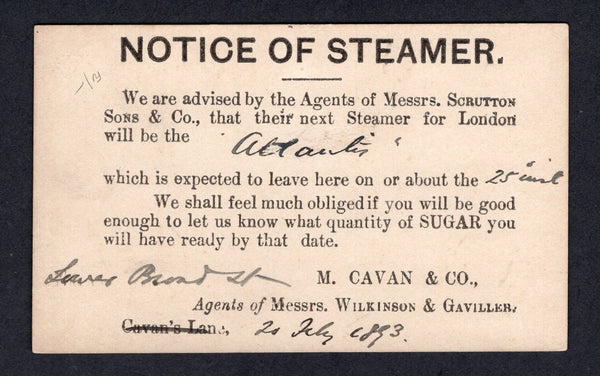 NOTICE OF STEAMER.
We are advised by the Agents of Messrs. SCRUTTON
SONS & Co., that their next Steamer for London
will be the "Atlantis"
which is expected to leave here on or about the 25" inst
We shall feel much obliged if you will be good
enough to let us know what quantity of SUGAR you
will have ready by that date.
Lower Broad St M. CAVAN & CO.,
Agents of Messrs. WILKINSON & GAVILLER.
Cavan's Lane, 20 July 1893.